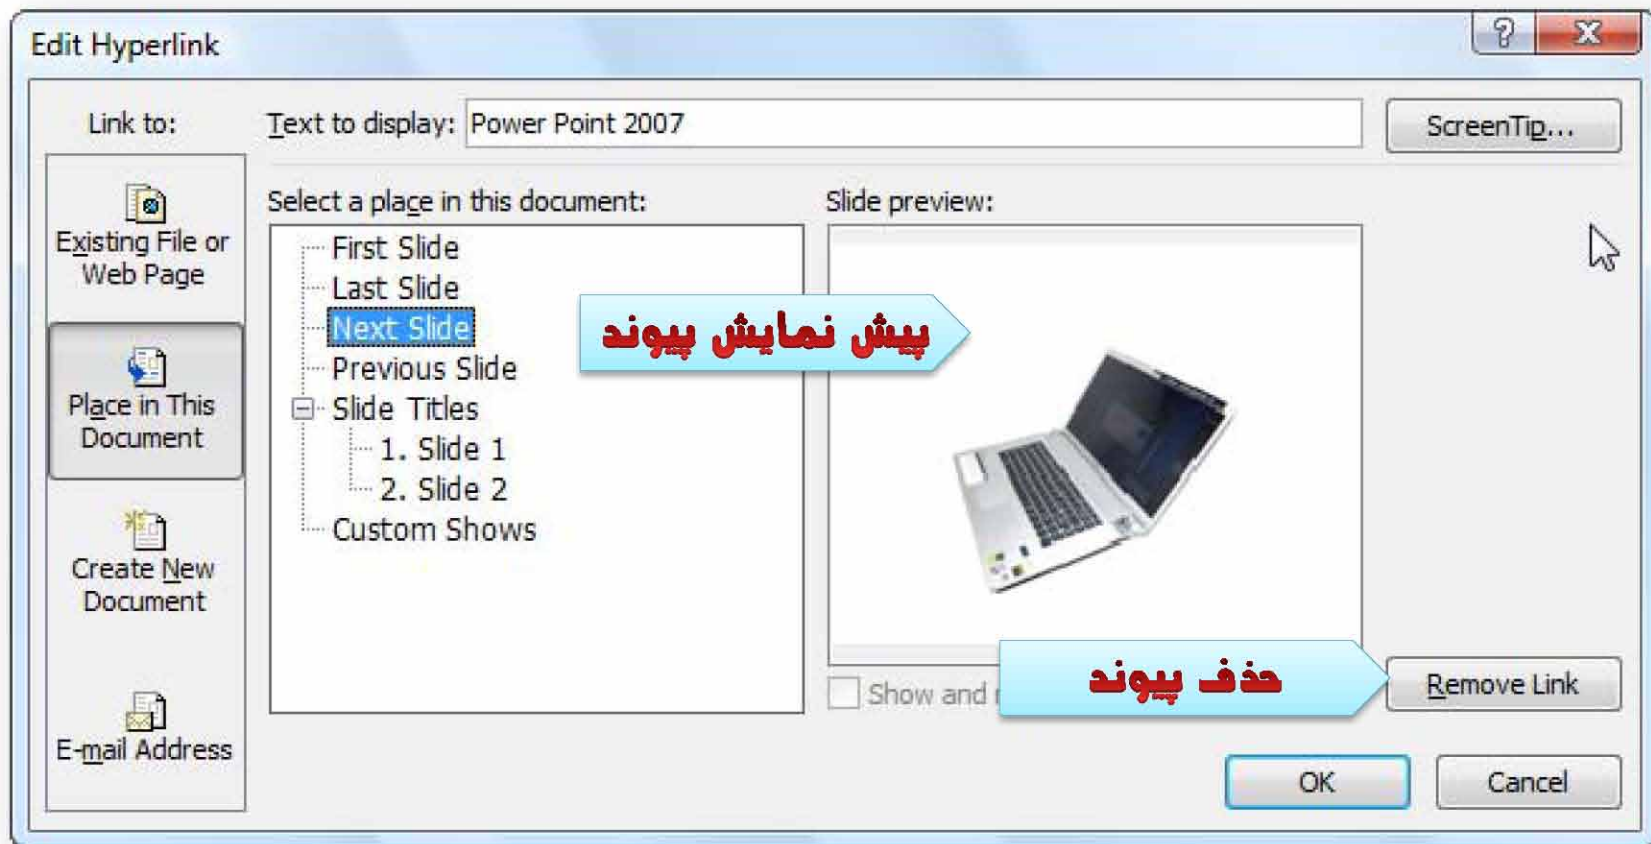 Edit Hyperlink
Link to:
Text to display: Power Point 2007
ScreenTip...
Existing File or
Web Page
Place in This
Document
Create New
Document
E-mail Address
Select a place in this document:
First Slide
Last Slide
Next Slide
Previous Slide
Slide Titles
1. Slide 1
2. Slide 2
Custom Shows
Slide preview:
پیش نمایش پیوند
Show and
حذف پیوند
Remove Link
OK
Cancel